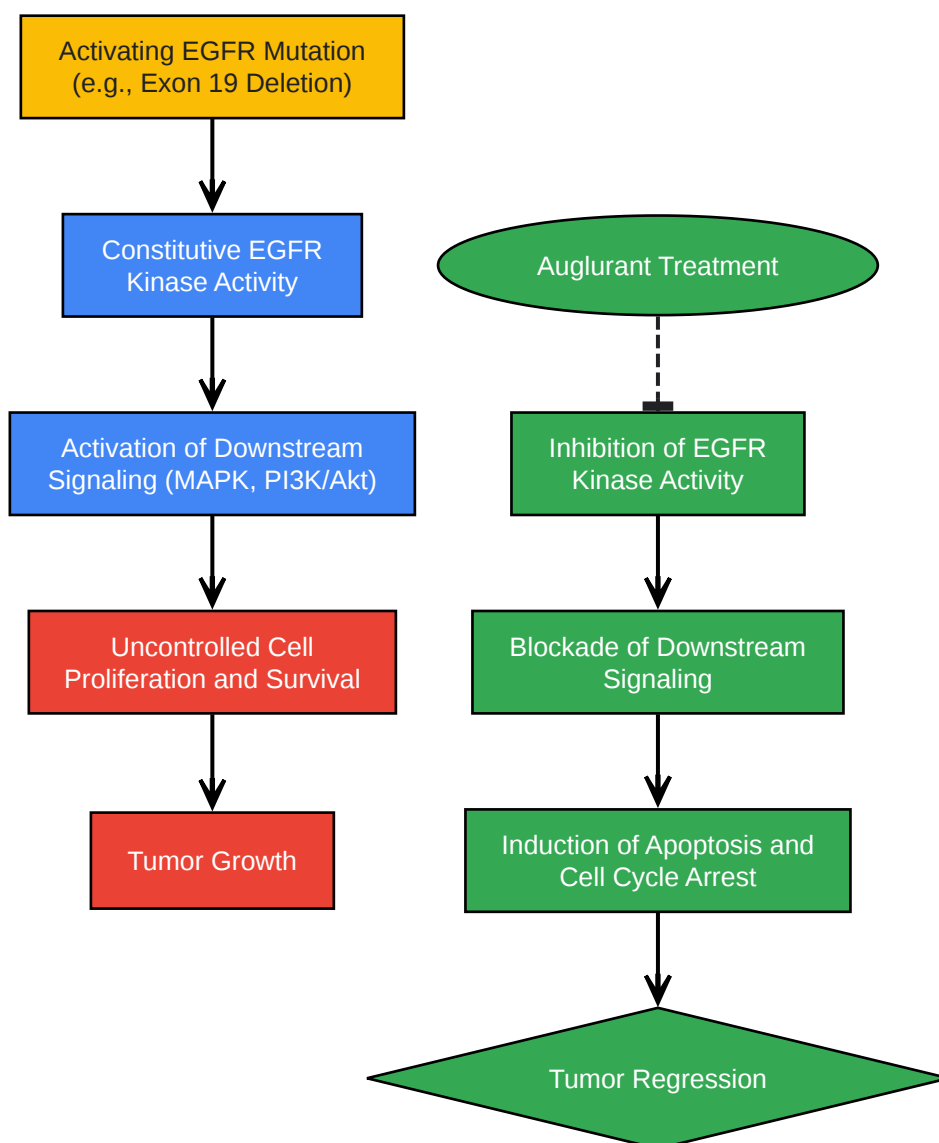 Activating EGFR Mutation
(e.g., Exon 19 Deletion)
Constitutive EGFR
Kinase Activity
Activation of Downstream
Signaling (MAPK, PI3K/Akt)
Uncontrolled Cell
Proliferation and Survival
Tumor Growth
Auglurant Treatment
Inhibition of EGFR
Kinase Activity
Blockade of Downstream
Signaling
Induction of Apoptosis and
Cell Cycle Arrest
Tumor Regression